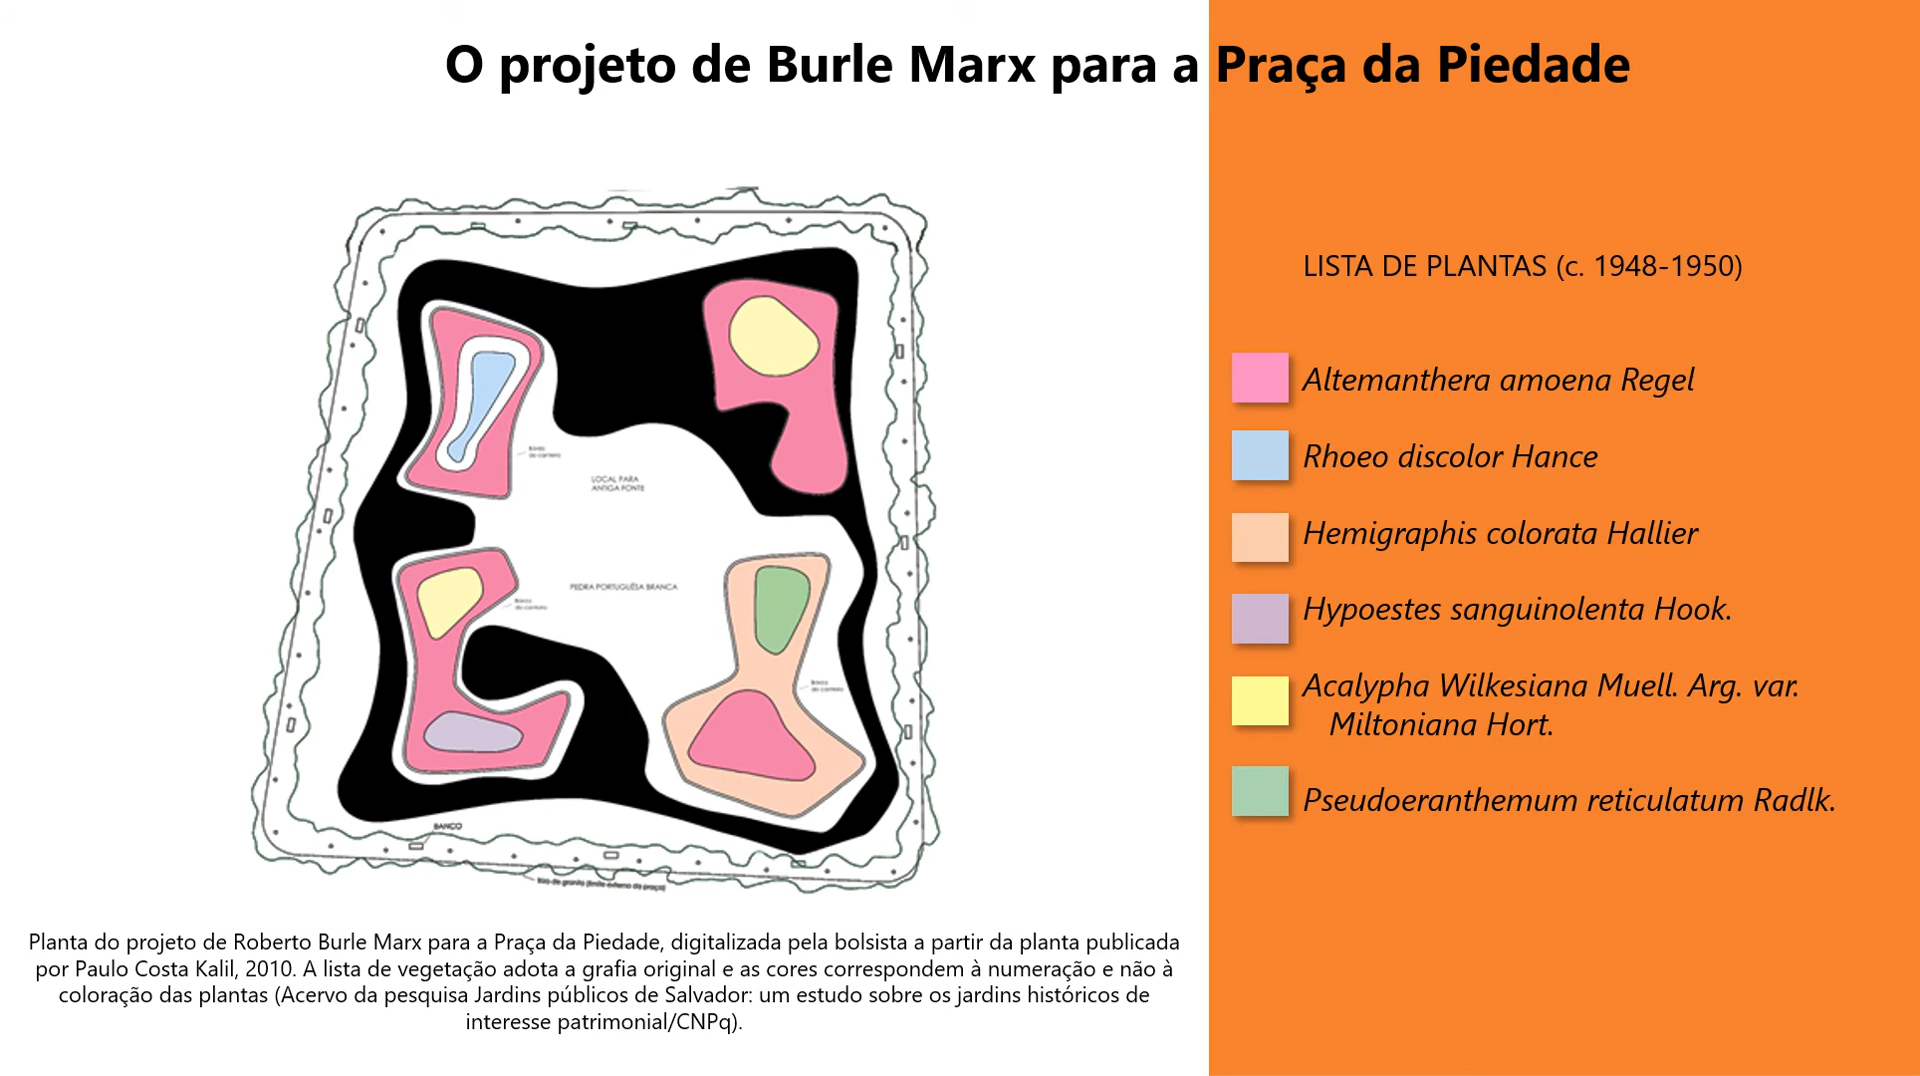 O projeto de Burle Marx para a Praça da Piedade
LOCAL PARA
ANTIGA FONTE
PEDRA PORTUGUÊSA BRANCA
BANCO
Planta do projeto de Roberto Burle Marx para a Praça da Piedade, digitalizada pela bolsista a partir da planta publicada
por Paulo Costa Kalil, 2010. A lista de vegetação adota a grafia original e as cores correspondem à numeração e não à
coloração das plantas (Acervo da pesquisa Jardins públicos de Salvador: um estudo sobre os jardins históricos de
interesse patrimonial/CNPq).
LISTA DE PLANTAS (c. 1948-1950)
Altemanthera amoena Regel
Rhoeo discolor Hance
Hemigraphis colorata Hallier
Hypoestes sanguinolenta Hook.
Acalypha Wilkesiana Muell. Arg. var.
Miltoniana Hort.
Pseudoeranthemum reticulatum Radlk.